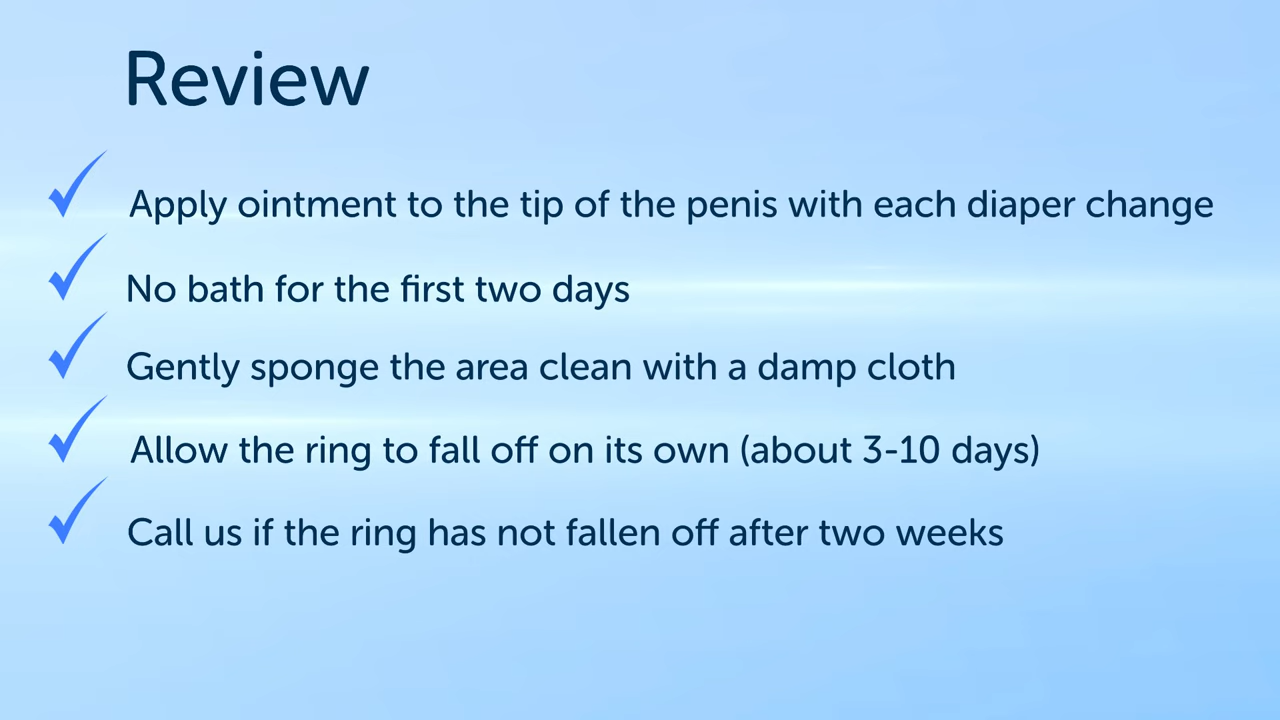 Review
Apply ointment to the tip of the penis with each diaper change
No bath for the first two days
Gently sponge the area clean with a damp cloth
Allow the ring to fall off on its own (about 3-10 days)
Call us if the ring has not fallen off after two weeks